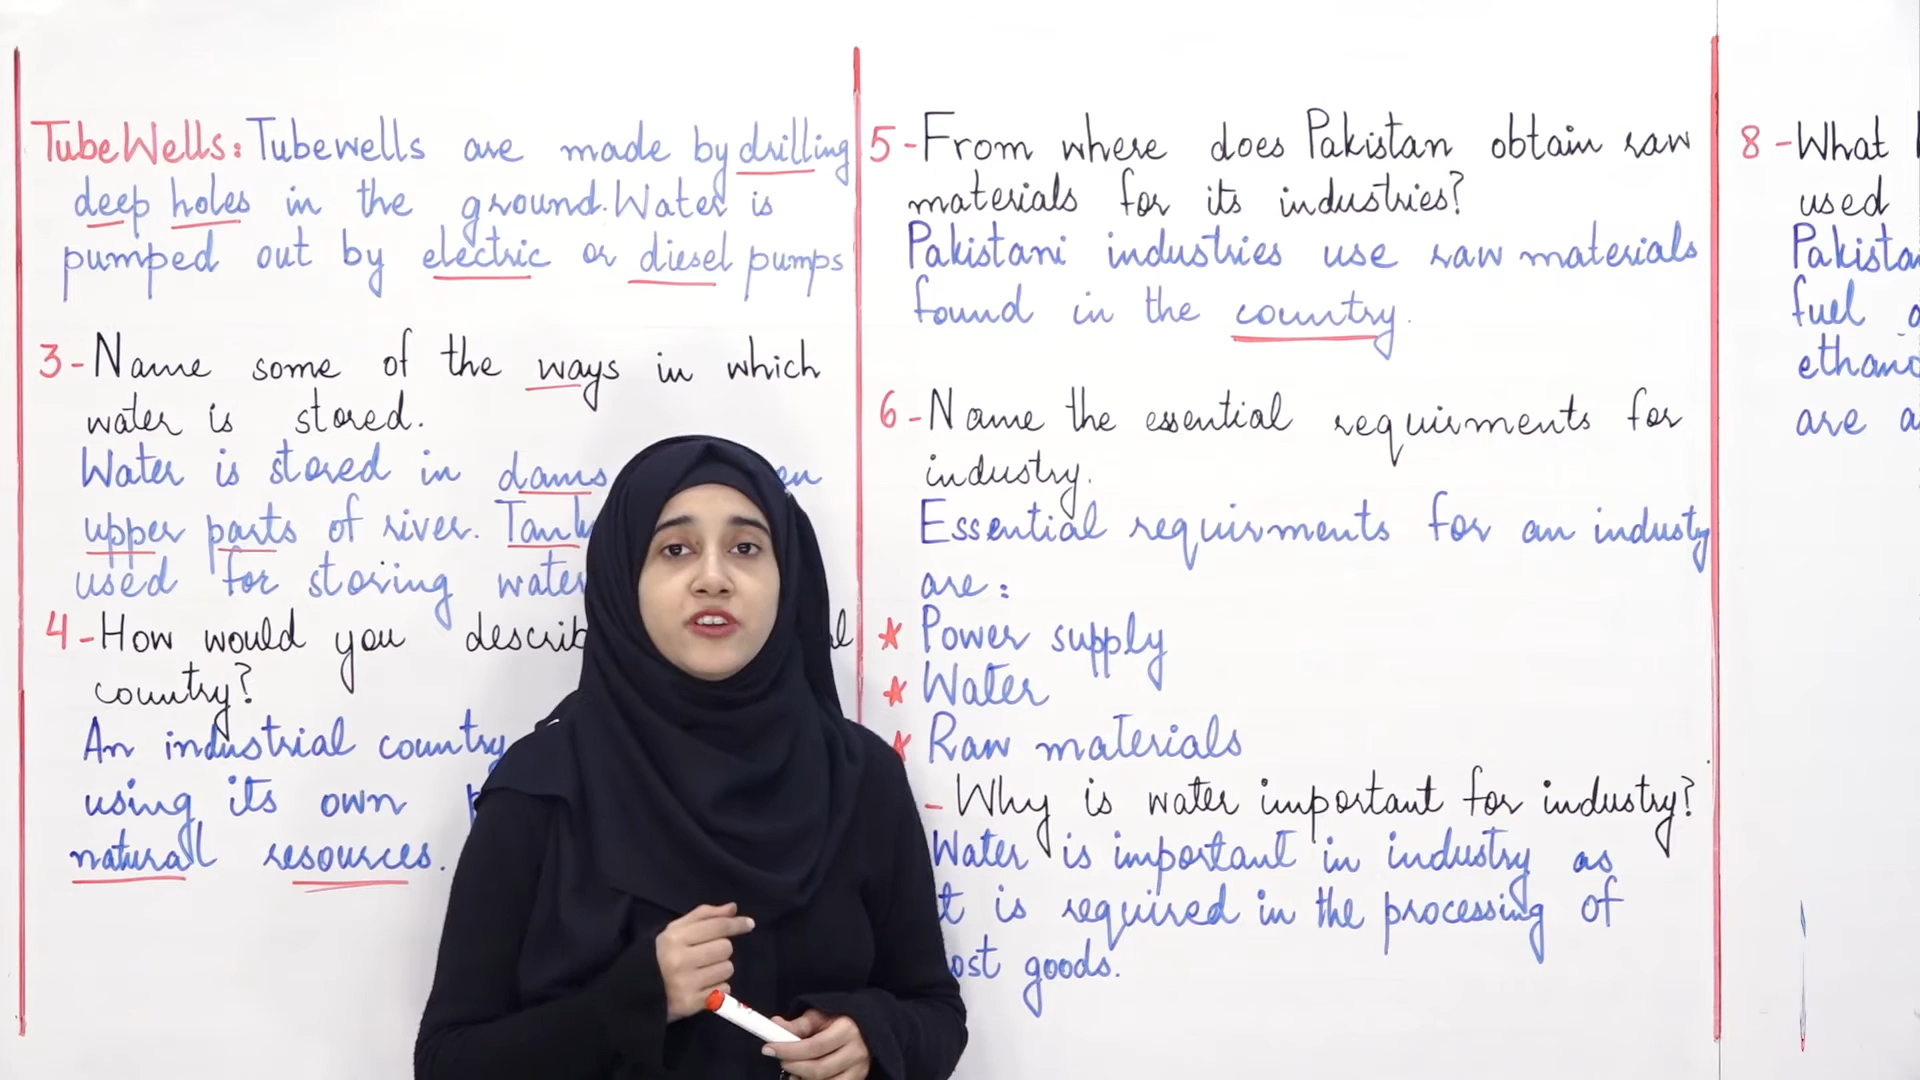 TubeWells: Tubewells are made by drilling
deep holes in the ground. Water is
pumped out by electric or diesel pumps
3- Name some of the ways in which
water is stored.
Water is stored in dams
upper parts of river.
used for storing water
4- How would you
country?
An industrial country
using its own
natural resources.
5- From where does Pakistan obtain raw
materials for its industries?
Pakistani industries use raw materials
found in the country.
6- Name the essential requirments for
industry.
Essential requirments for an industy
are:
★ Power supply
★ Water
★ Raw materials
- Why is water important for industry?
Water is important in industry as
is required in the processing of
goods.
8- What
used
fuel
are